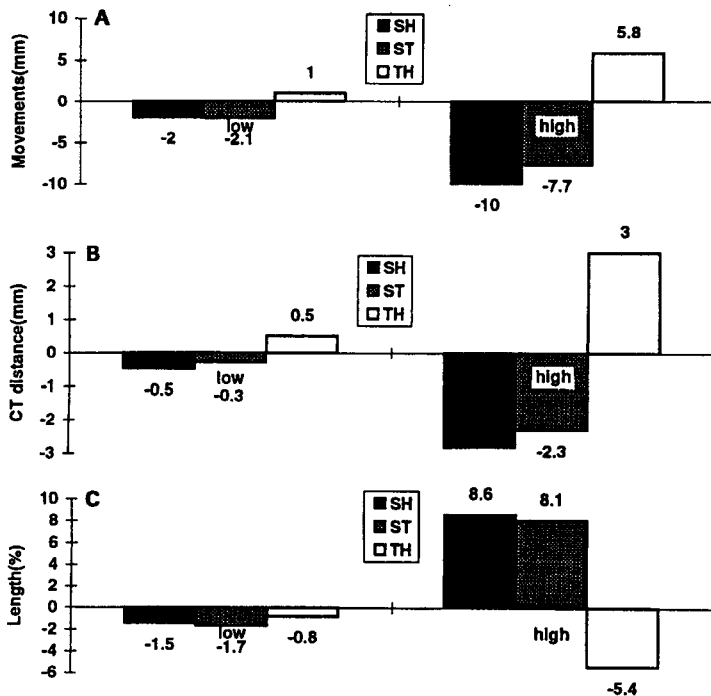 A
Movements(mm)
10
5
0
-5
-10
SH
ST
TH
1
low
-2
-2.1
5.8
high
-10
-7.7
B
CT distance(mm)
3
2
1
0
-1
-2
-3
SH
ST
TH
0.5
low
-0.5
-0.3
3
high
-2.3
C
Length(%)
10
8
6
4
2
0
-2
-4
-6
SH
ST
TH
low
-1.5
-1.7
-0.8
8.6
8.1
high
-5.4